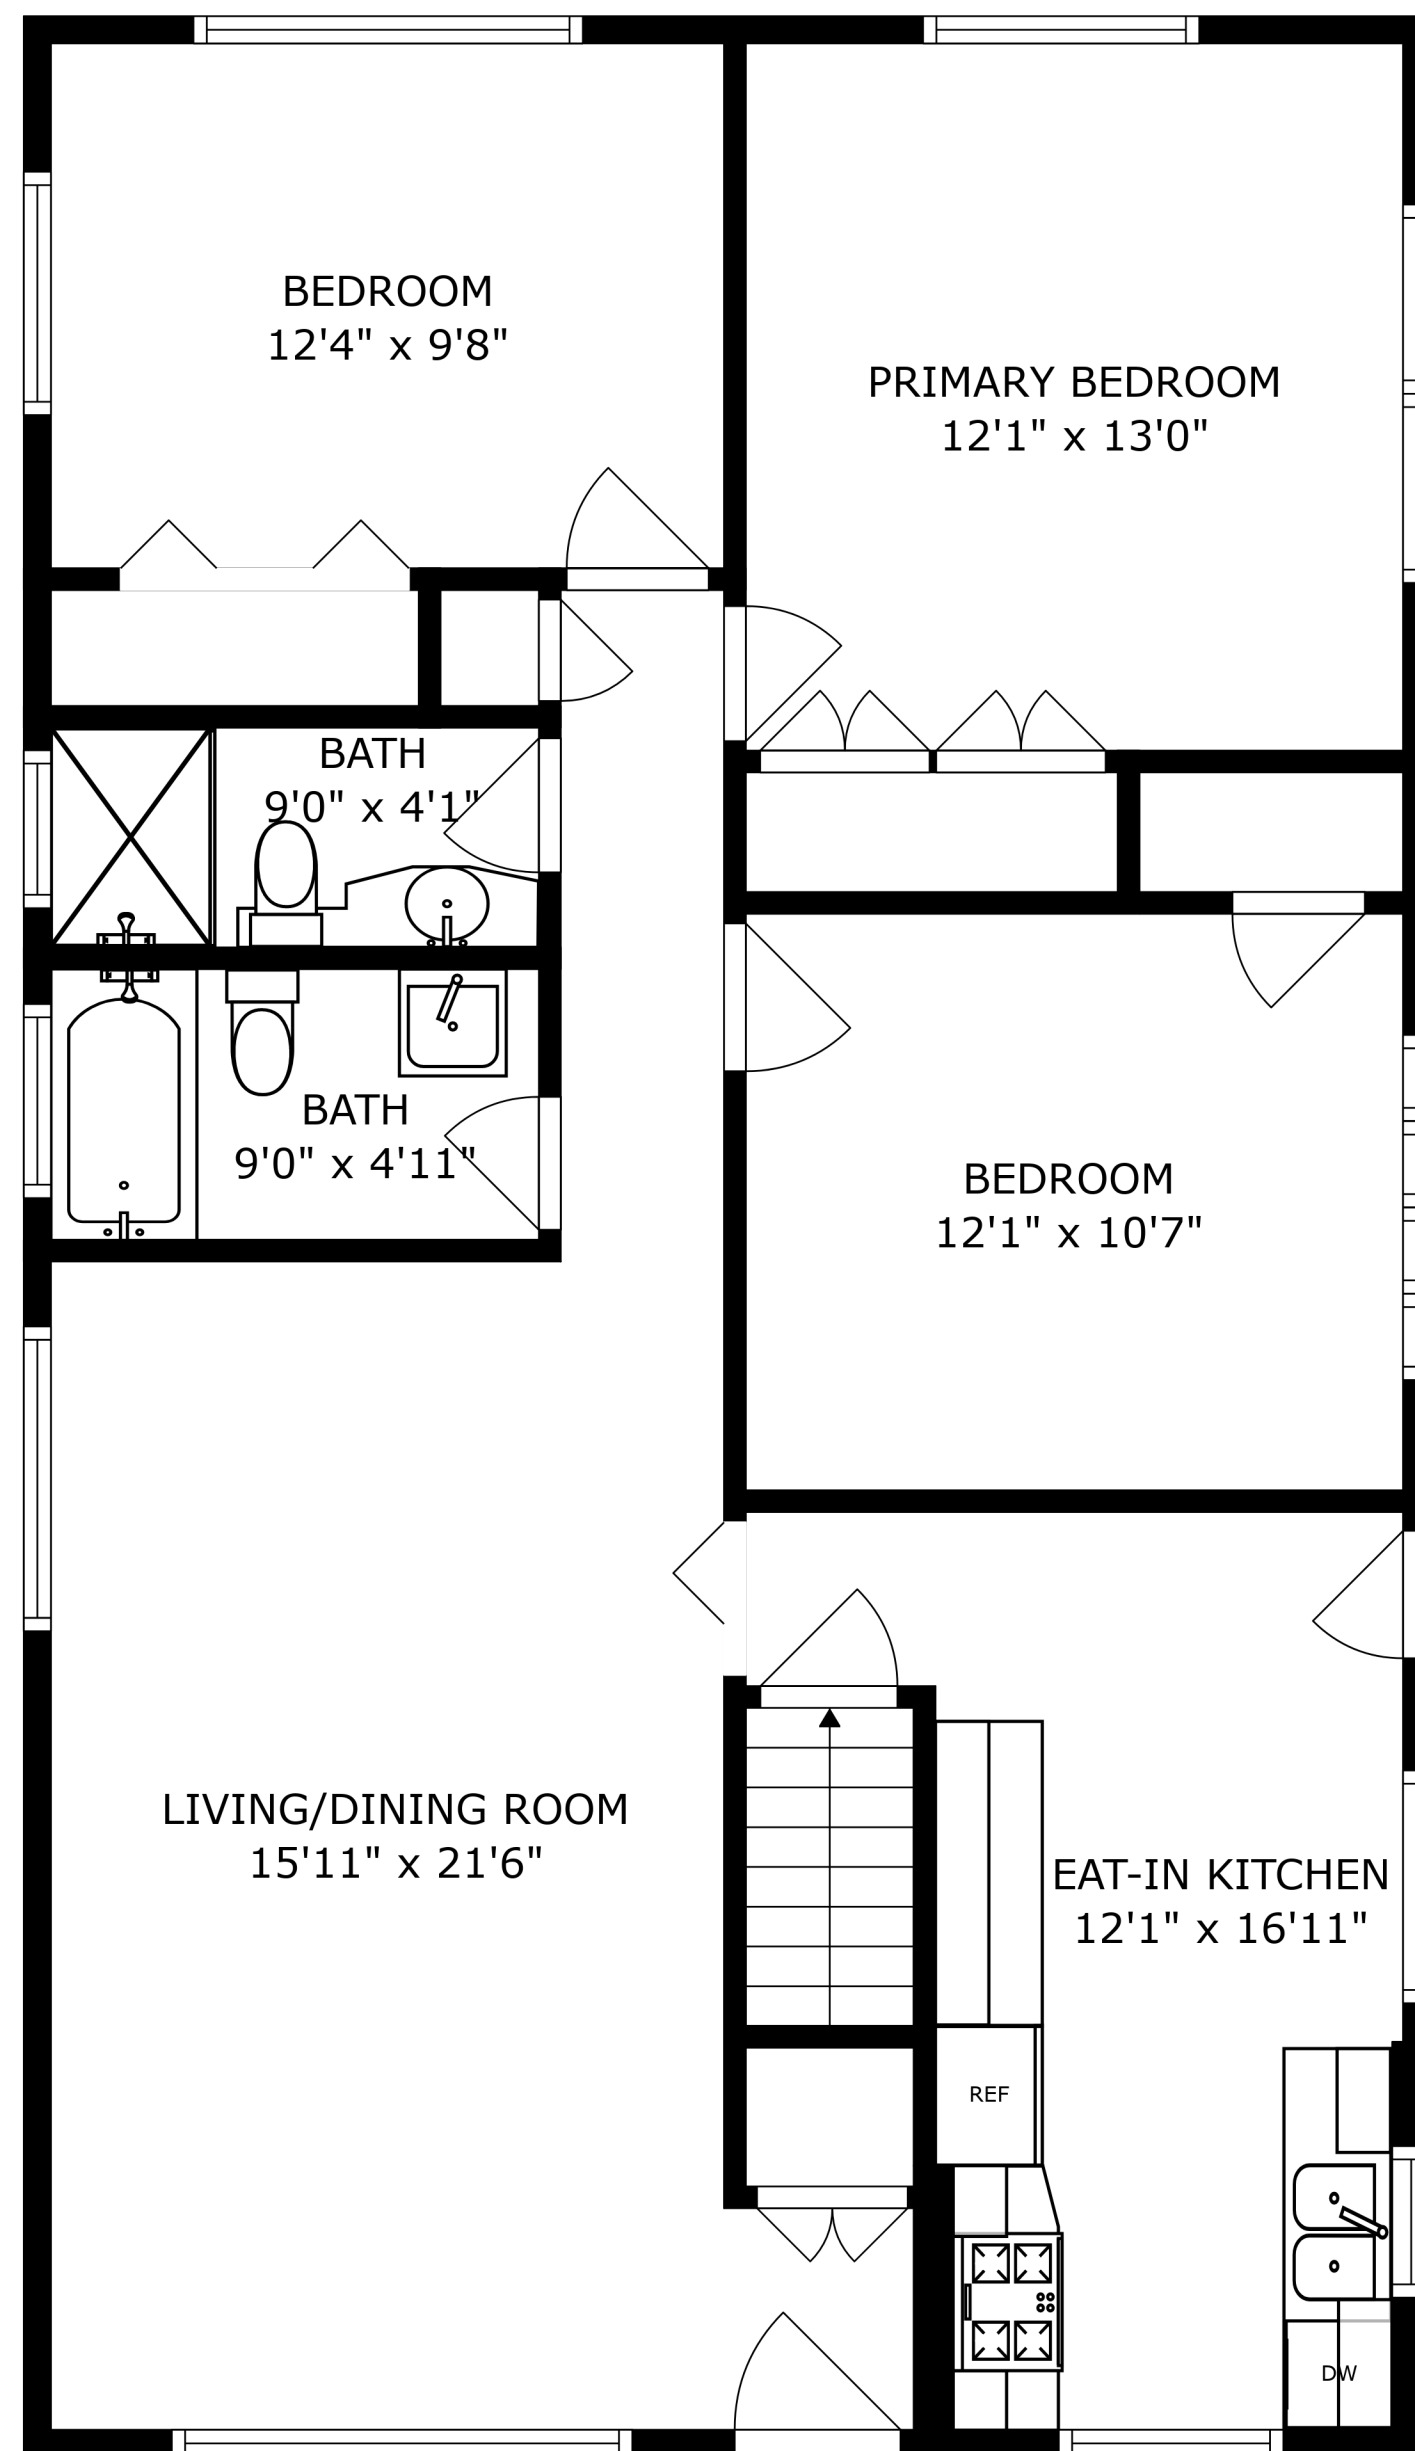 BEDROOM
12'4" x 9'8"
PRIMARY BEDROOM
12'1" x 13'0"
BATH
9'0" x 4'1"
BATH
9'0" x 4'11"
BEDROOM
12'1" x 10'7"
LIVING/DINING ROOM
15'11" x 21'6"
EAT-IN KITCHEN
12'1" x 16'11"
REF
DW